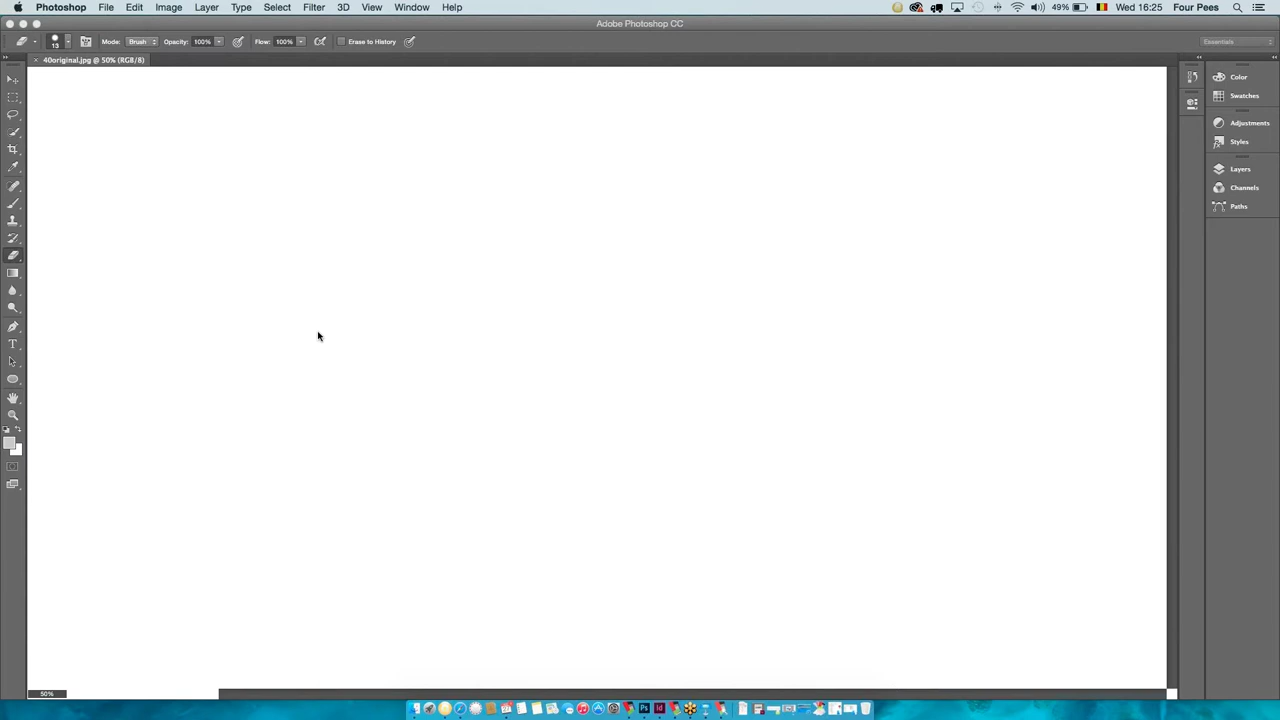 Photoshop File Edit Image Layer Type Select Filter 3D View Window Help 49% Wed 16:25 Four Pees
Adobe Photoshop CC
13 Mode: Brush Opacity: 100% Flow: 100% Erase to History Essentials
× 40original.jpg @ 50% (RGB/8)
Color
Swatches
Adjustments
Styles
Layers
Channels
Paths
50%